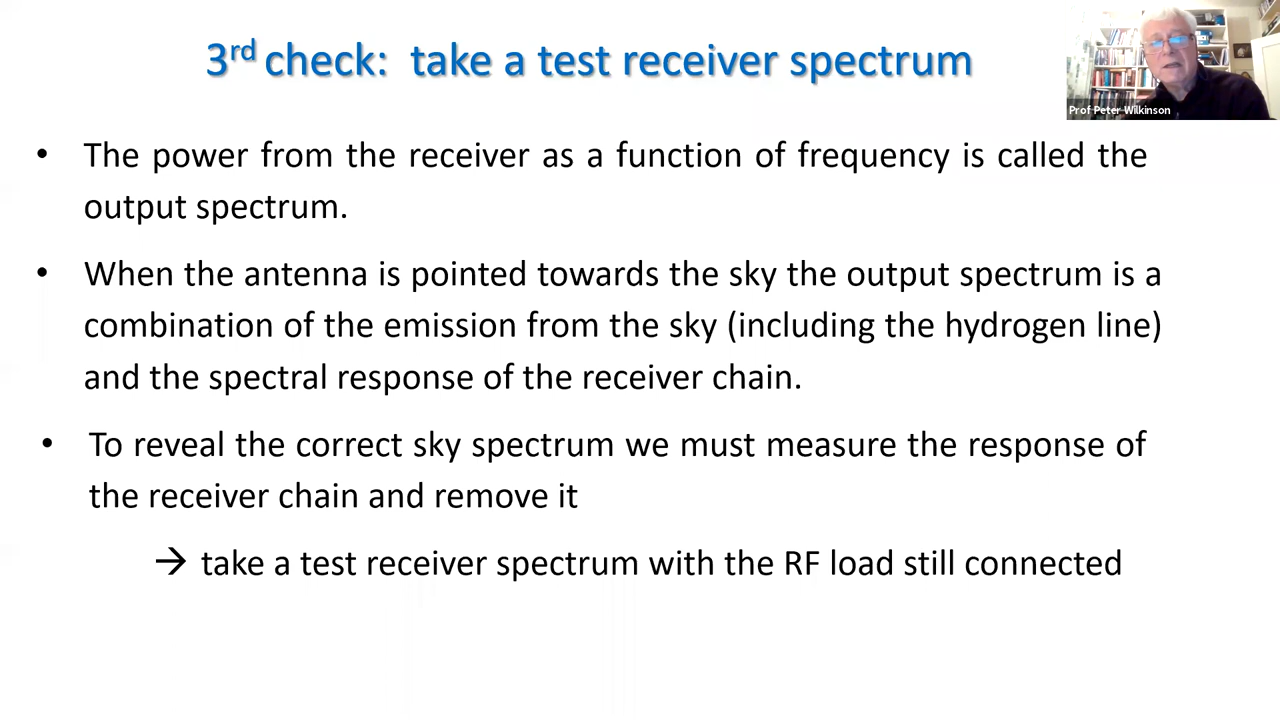 3rd check: take a test receiver spectrum
Prof Peter Wilkinson
• The power from the receiver as a function of frequency is called the
output spectrum.
• When the antenna is pointed towards the sky the output spectrum is a
combination of the emission from the sky (including the hydrogen line)
and the spectral response of the receiver chain.
• To reveal the correct sky spectrum we must measure the response of
the receiver chain and remove it
→ take a test receiver spectrum with the RF load still connected